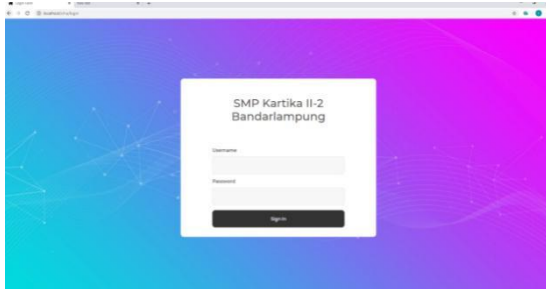 SMP Kartika II-2
Bandarlampung
Username
Password
Sign in